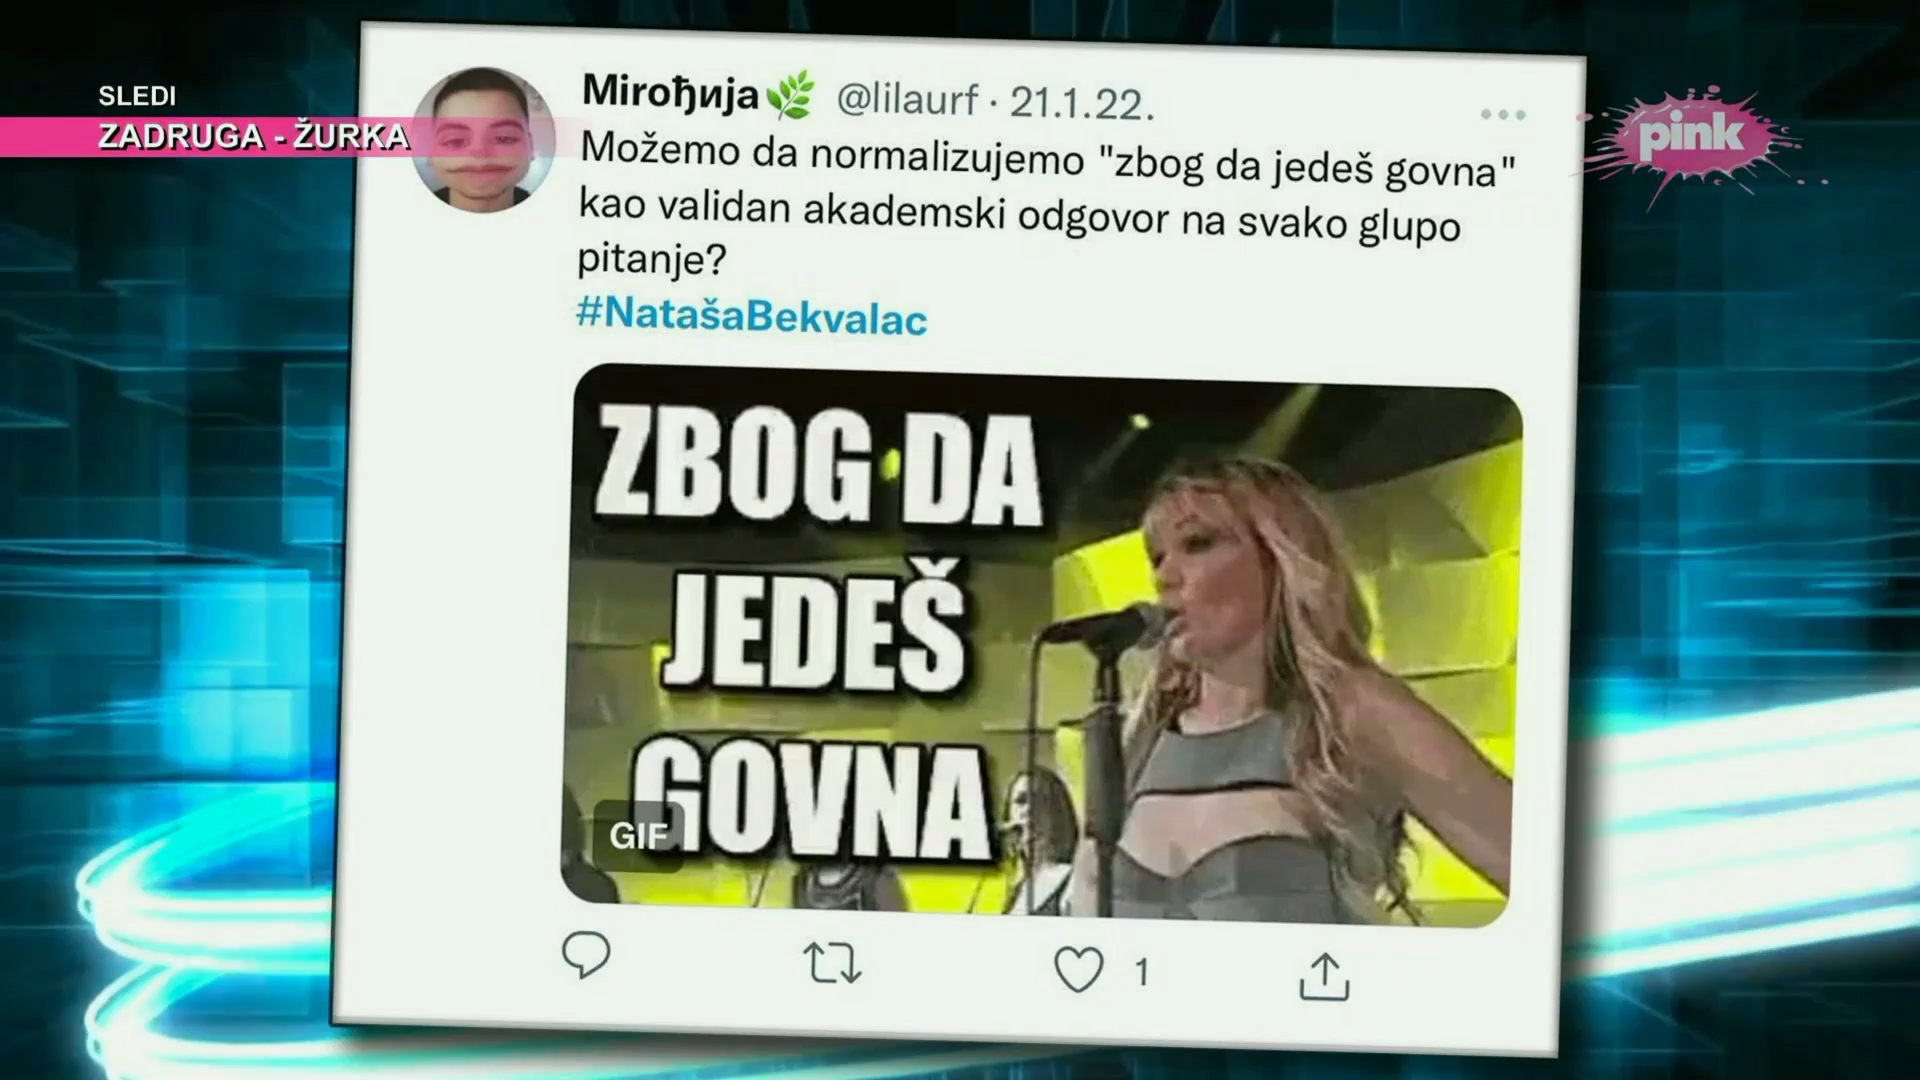 SLEDI
ZADRUGA - ŽURKA
Miroђија @lilaurf · 21.1.22.
Možemo da normalizujemo "zbog da jedeš govna"
kao validan akademski odgovor na svako glupo
pitanje?
#NatašaBekvalac
ZBOG DA
JEDEŠ
GOVNA
GIF
1
pink